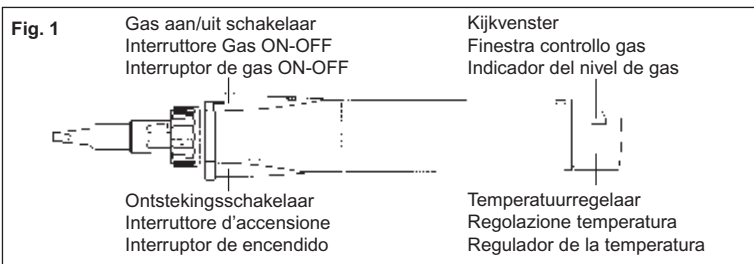 Fig. 1
Gas aan/uit schakelaar
Interruttore Gas ON-OFF
Interruptor de gas ON-OFF
Kijkvenster
Finestra controllo gas
Indicador del nivel de gas
Ontstekingsschakelaar
Interruttore d'accensione
Interruptor de encendido
Temperatuurregelaar
Regolazione temperatura
Regulador de la temperatura